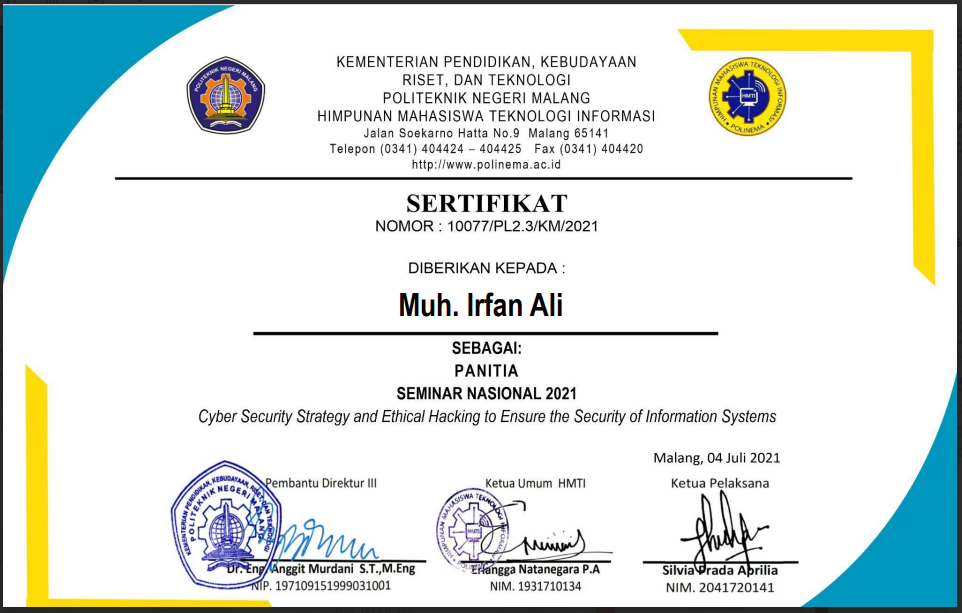 KEMENTERIAN PENDIDIKAN, KEBUDAYAAN
RISET, DAN TEKNOLOGI
POLITEKNIK NEGERI MALANG
HIMPUNAN MAHASISWA TEKNOLOGI INFORMASI
Jalan Soekarno Hatta No.9 Malang 65141
Telepon (0341) 404424 – 404425 Fax (0341) 404420
http://www.polinema.ac.id
POLITEKNIK NEGERI MALANG
HIMPUNAN MAHASISWA TEKNOLOGI INFORMASI
HMTI
POLINEMA
SERTIFIKAT
NOMOR : 10077/PL2.3/KM/2021
DIBERIKAN KEPADA :
Muh. Irfan Ali
SEBAGAI:
PANITIA
SEMINAR NASIONAL 2021
Cyber Security Strategy and Ethical Hacking to Ensure the Security of Information Systems
Malang, 04 Juli 2021
Pembantu Direktur III
Ketua Umum HMTI
Ketua Pelaksana
KEMENTERIAN PENDIDIKAN, KEBUDAYAAN, RISET, DAN TEKNOLOGI
POLITEKNIK NEGERI MALANG
HIMPUNAN MAHASISWA TEKNOLOGI INFORMASI
HMTI
Dr. Eng Anggit Murdani S.T.,M.Eng
NIP. 197109151999031001
Erlangga Natanegara P.A
NIM. 1931710134
Silvia Prada Aprilia
NIM. 2041720141